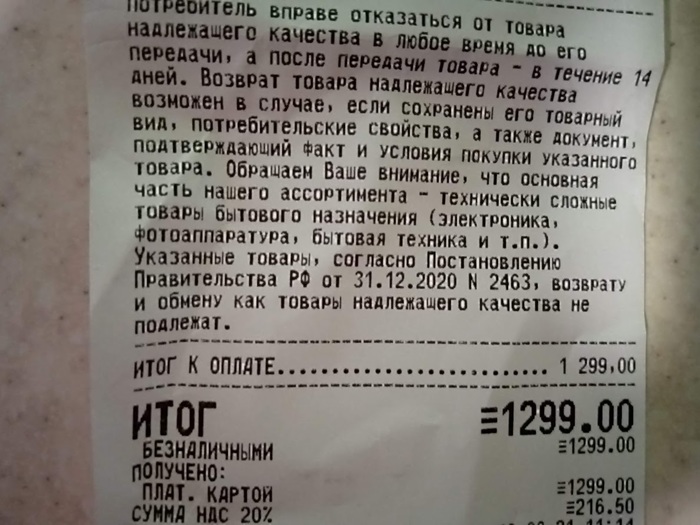 ПОТРЕБИТЕЛЬ ВПРАВЕ ОТКАЗАТЬСЯ ОТ ТОВАРА
НАДЛЕЖАЩЕГО КАЧЕСТВА В ЛЮБОЕ ВРЕМЯ ДО ЕГО
ПЕРЕДАЧИ, А ПОСЛЕ ПЕРЕДАЧИ ТОВАРА - В ТЕЧЕНИЕ 14
ДНЕЙ. ВОЗВРАТ ТОВАРА НАДЛЕЖАЩЕГО КАЧЕСТВА
ВОЗМОЖЕН В СЛУЧАЕ, ЕСЛИ СОХРАНЕНЫ ЕГО ТОВАРНЫЙ
ВИД, ПОТРЕБИТЕЛЬСКИЕ СВОЙСТВА, А ТАКЖЕ ДОКУМЕНТ,
ПОДТВЕРЖДАЮЩИЙ ФАКТ И УСЛОВИЯ ПОКУПКИ УКАЗАННОГО
ТОВАРА. Обращаем Ваше внимание, что основная
часть нашего ассортимента - технически сложные
товары бытового назначения (электроника,
фотоаппаратура, бытовая техника и т.п.).
Указанные товары, согласно Постановлению
Правительства РФ от 31.12.2020 N 2463, возврату
и обмену как товары надлежащего качества не
подлежат.
ИТОГ К ОПЛАТЕ......................... 1 299,00
ИТОГ ≡1299.00
БЕЗНАЛИЧНЫМИ ≡1299.00
ПОЛУЧЕНО:
ПЛАТ. КАРТОЙ ≡1299.00
СУММА НДС 20% ≡216.50